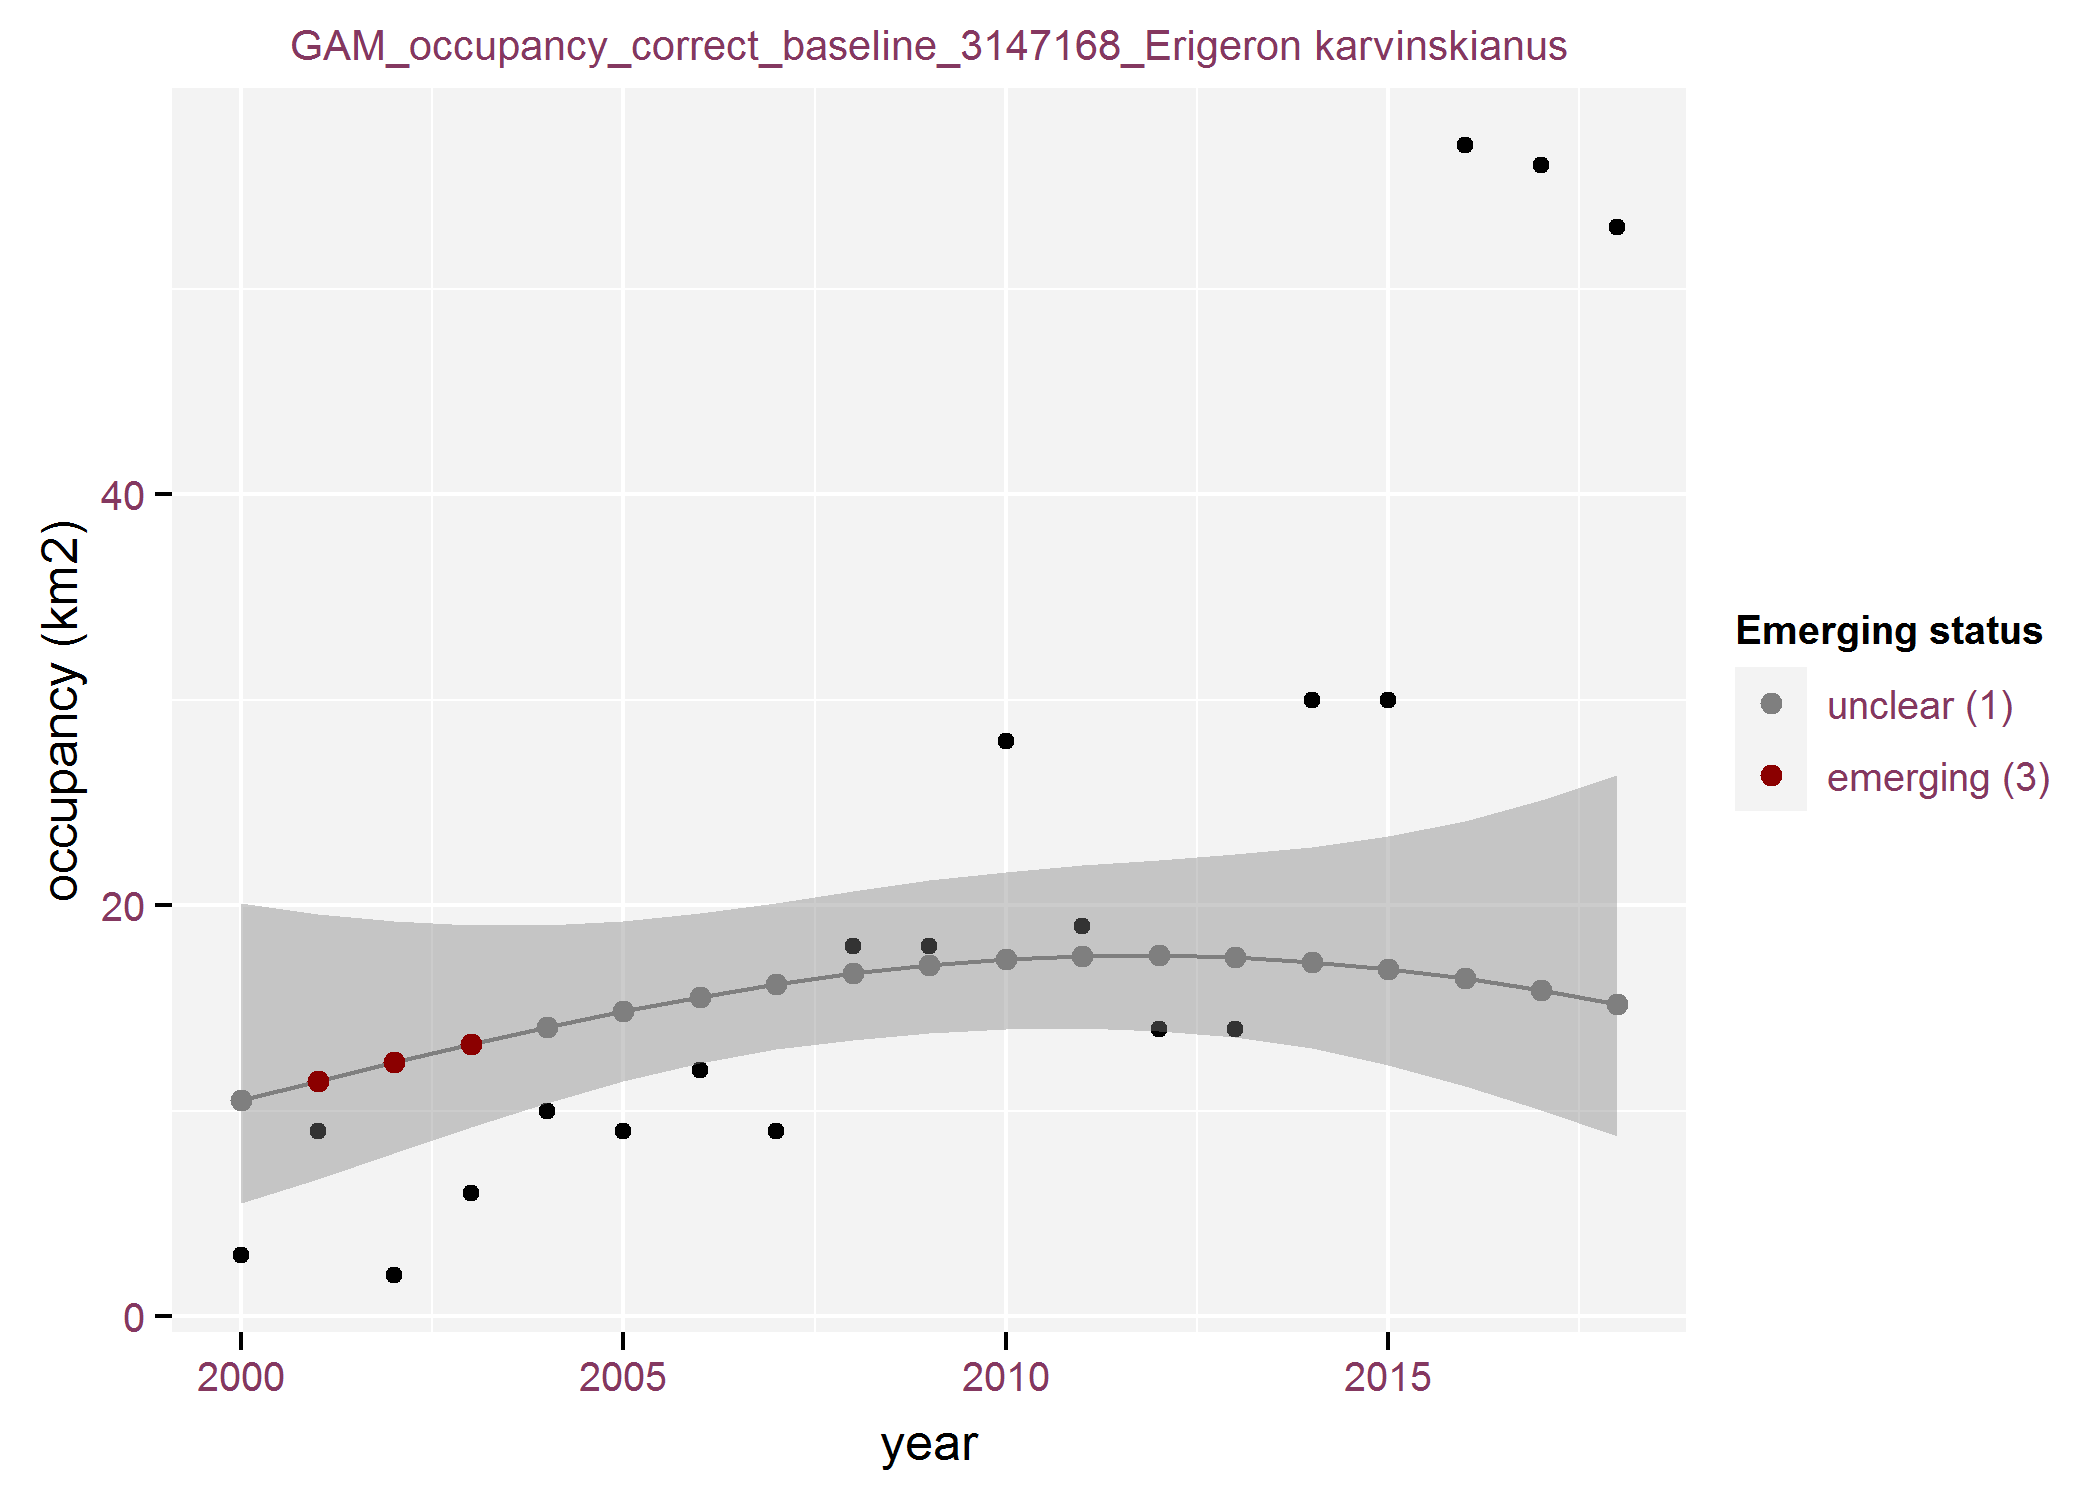 GAM_occupancy_correct_baseline_3147168_Erigeron karvinskianus
occupancy (km2)
40
20
0
2000 2005 2010 2015
year
Emerging status
unclear (1)
emerging (3)